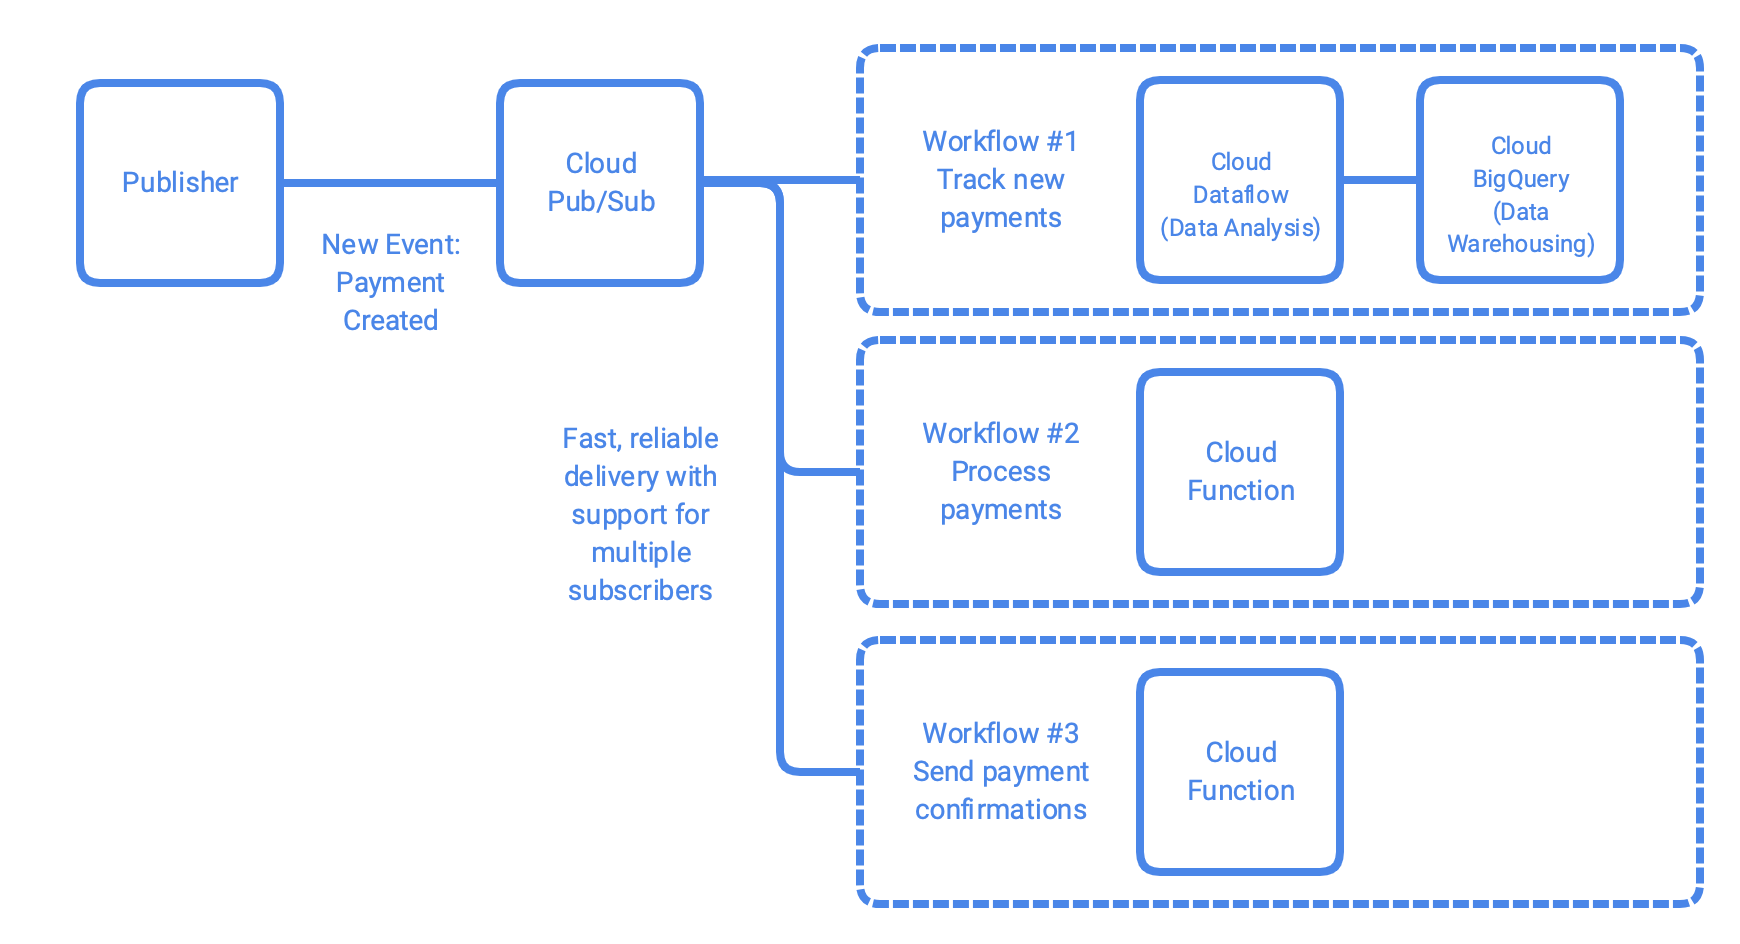 Publisher
New Event:
Payment
Created
Cloud
Pub/Sub
Fast, reliable
delivery with
support for
multiple
subscribers
Workflow #1
Track new
payments
Cloud
Dataflow
(Data Analysis)
Cloud
BigQuery
(Data
Warehousing)
Workflow #2
Process
payments
Cloud
Function
Workflow #3
Send payment
confirmations
Cloud
Function